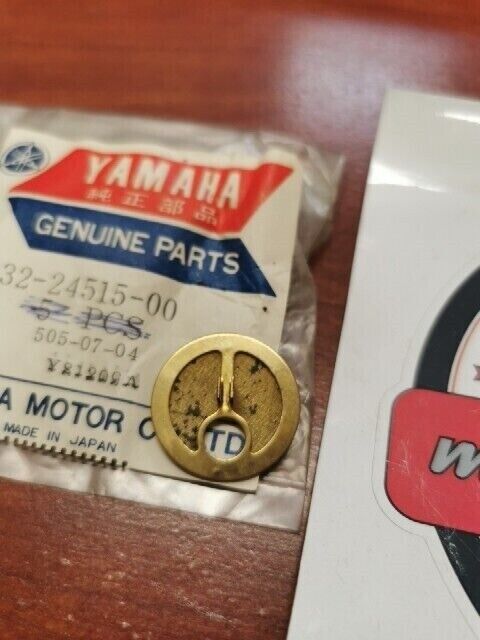 YAMAHA
純正部品
GENUINE PARTS
32-24515-00
5 PCS.
505-07-04
A MOTOR C LTD
MADE IN JAPAN